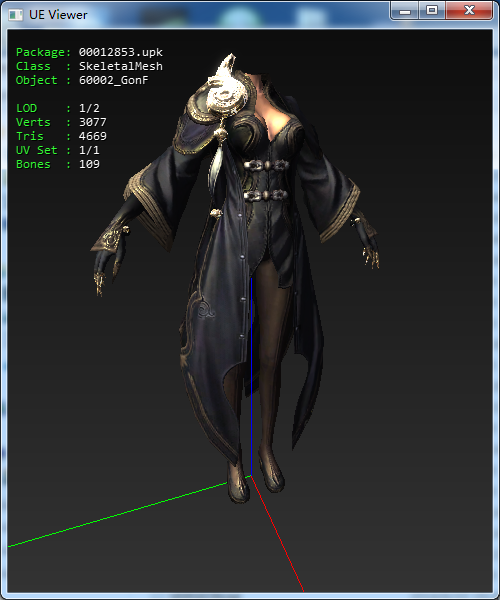 UE Viewer
Package: 00012853.upk
Class : SkeletalMesh
Object : 60002_GonF
LOD : 1/2
Verts : 3077
Tris : 4669
UV Set : 1/1
Bones : 109